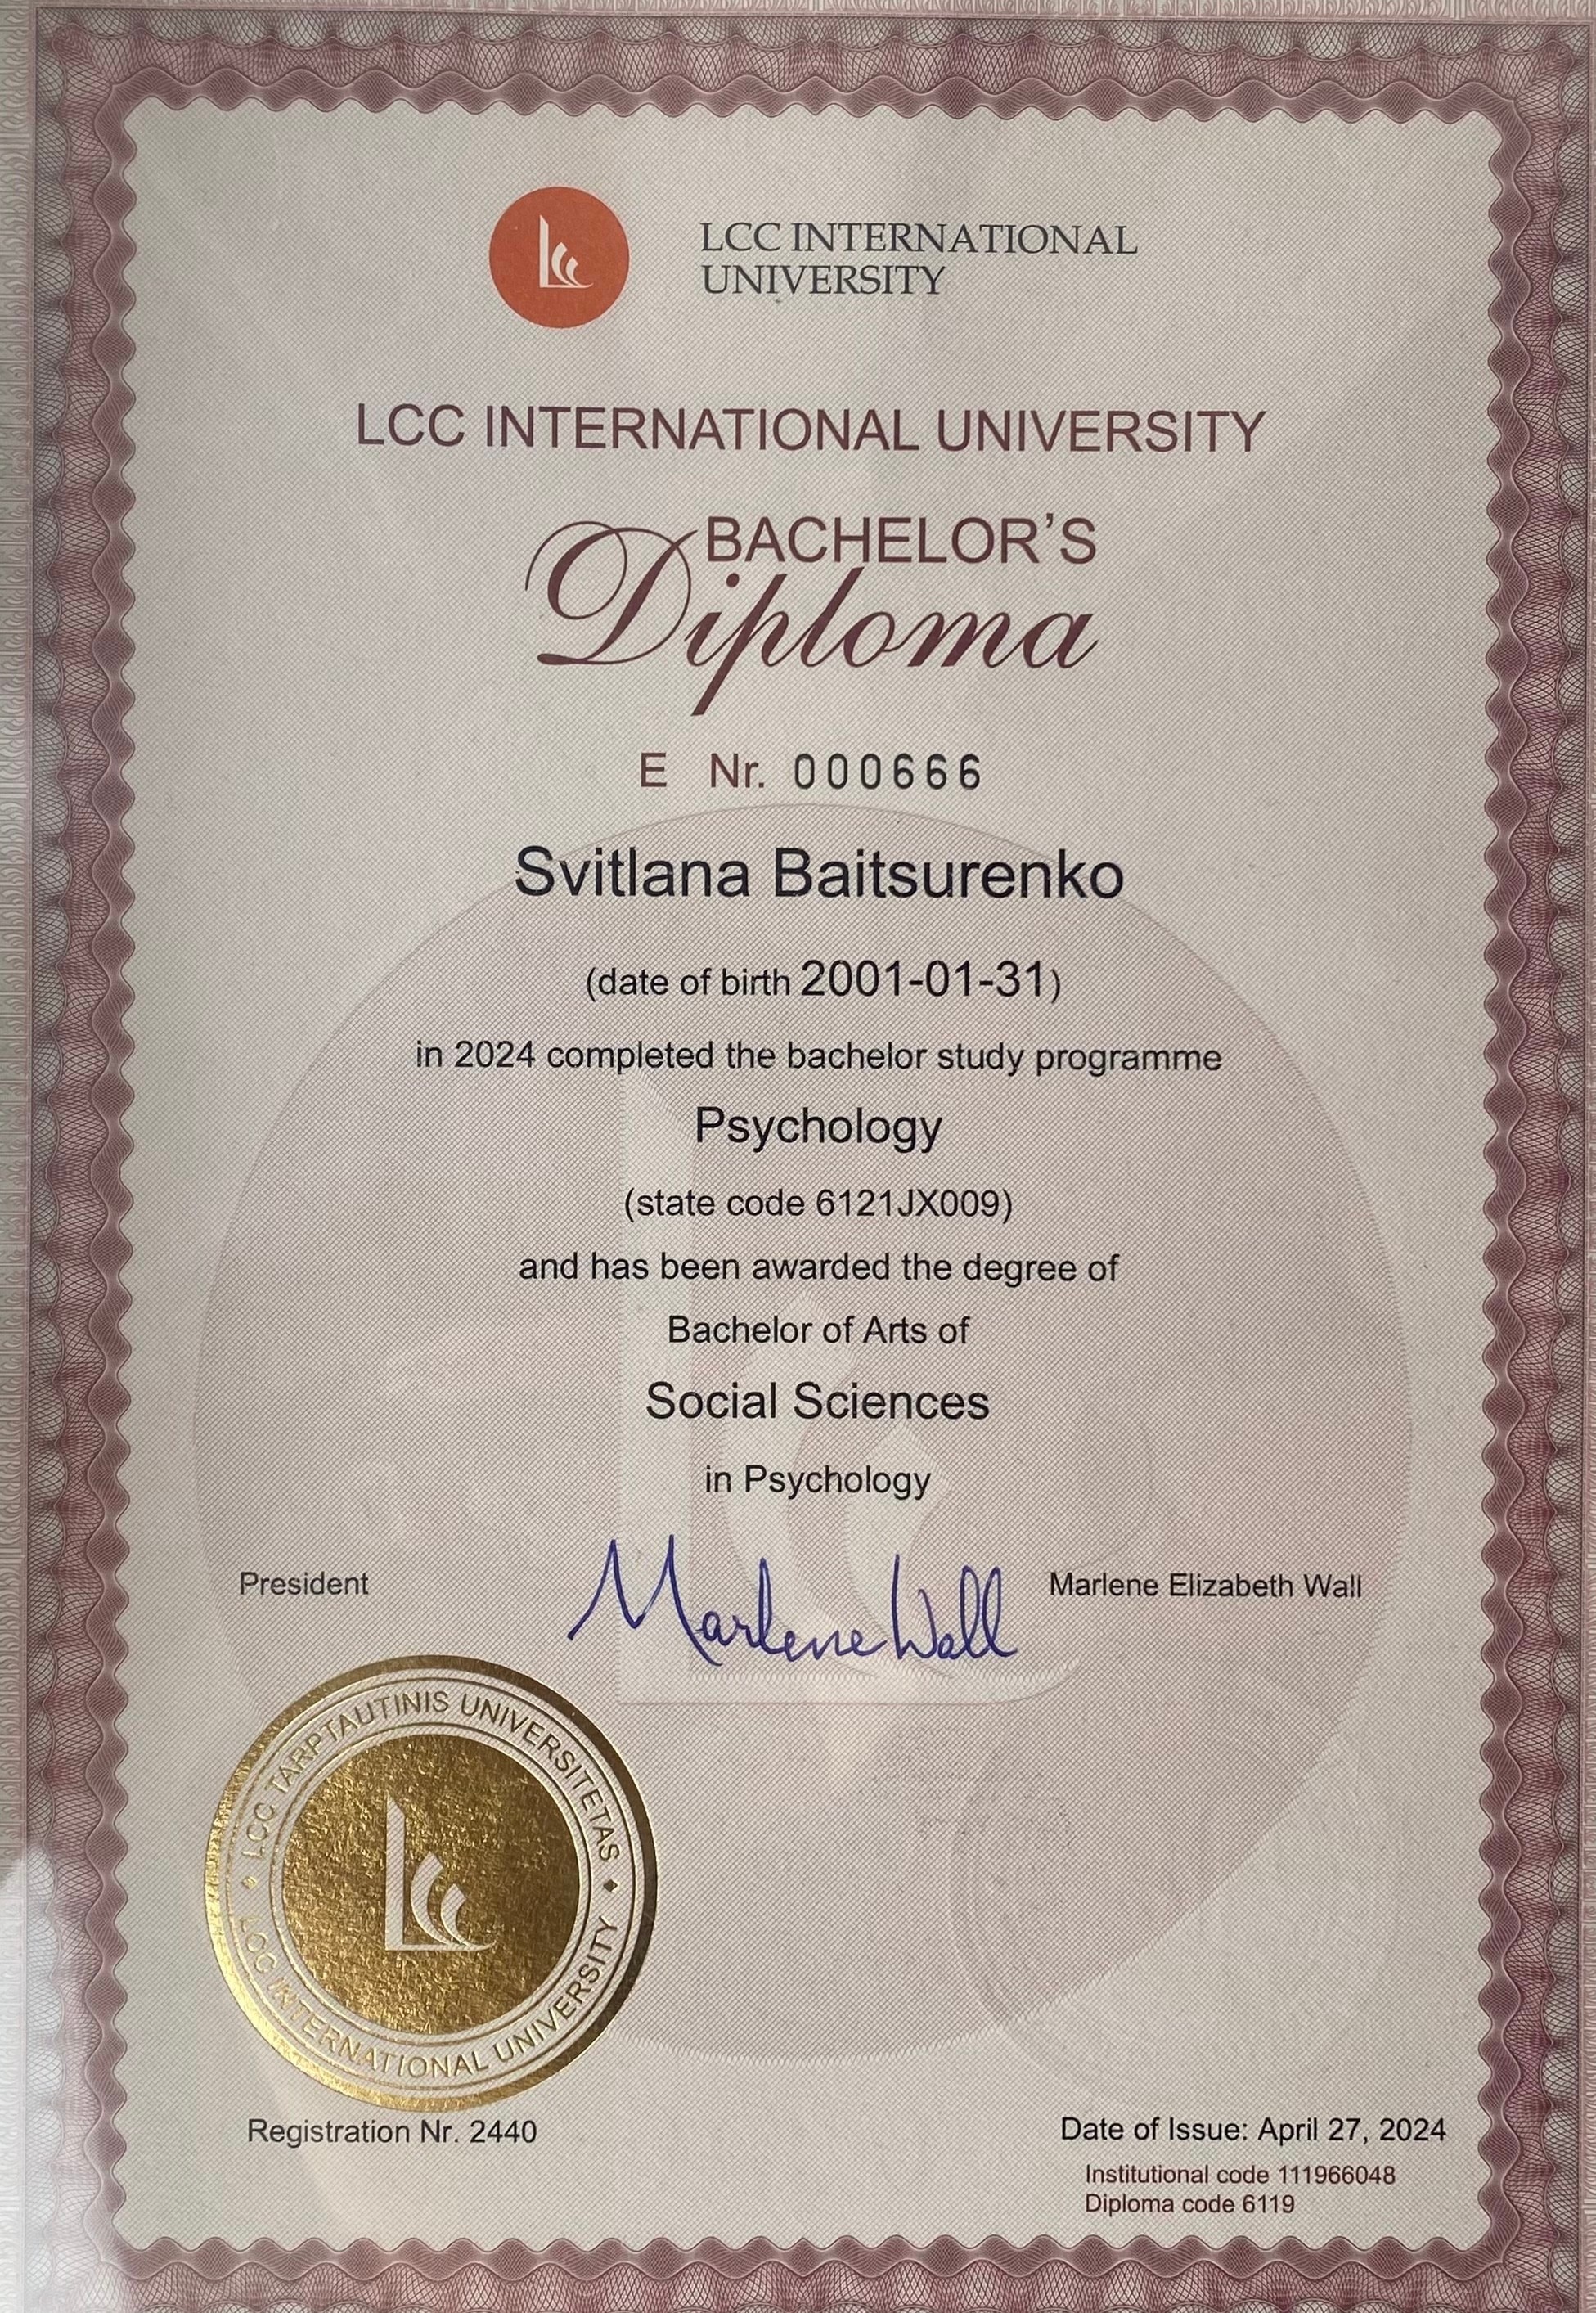 LCC INTERNATIONAL
UNIVERSITY
LCC INTERNATIONAL UNIVERSITY
BACHELOR'S
Diploma
E Nr. 000666
Svitlana Baitsurenko
(date of birth 2001-01-31)
in 2024 completed the bachelor study programme
Psychology
(state code 6121JX009)
and has been awarded the degree of
Bachelor of Arts of
Social Sciences
in Psychology
President
Marlene Wall
Marlene Elizabeth Wall
LCC TARPTAUTINIS UNIVERSITETAS
LCC INTERNATIONAL UNIVERSITY
Registration Nr. 2440
Date of Issue: April 27, 2024
Institutional code 111966048
Diploma code 6119